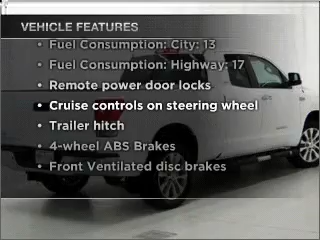 VEHICLE FEATURES
• Fuel Consumption: City: 13
• Fuel Consumption: Highway: 17
• Remote power door locks
• Cruise controls on steering wheel
• Trailer hitch
• 4-wheel ABS Brakes
• Front Ventilated disc brakes